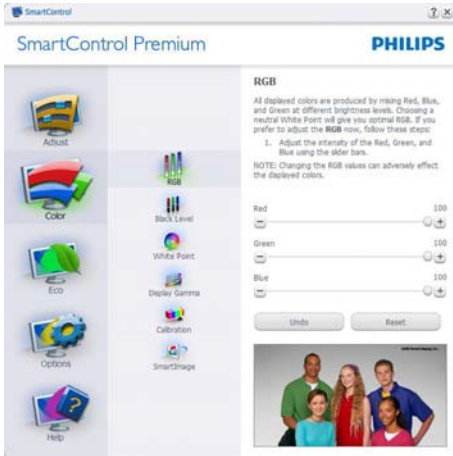 SmartControl
SmartControl Premium
PHILIPS
Adjust
Color
Eco
Options
Help
RGB
Black Level
White Point
Display Gamma
Calibration
SmartImage
RGB
All displayed colors are produced by mixing Red, Blue,
and Green at different brightness levels. Choosing a
neutral White Point will give you optimal RGB. If you
prefer to adjust the RGB now, follow these steps:
1. Adjust the intensity of the Red, Green, and
Blue using the slider bars.
NOTE: Changing the RGB values can adversely effect
the displayed colors.
Red 100
Green 100
Blue 100
Undo Reset